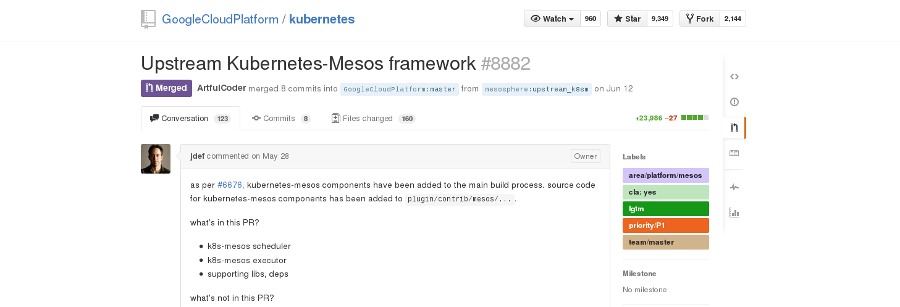 GoogleCloudPlatform / kubernetes
Watch 960 Star 9,349 Fork 2,144
Upstream Kubernetes-Mesos framework #8882
Merged ArtfulCoder merged 8 commits into GoogleCloudPlatform:master from mesosphere:upstream_k8sm on Jun 12
Conversation 123 Commits 8 Files changed 160 +23,986 −27
jdef commented on May 28 Owner
as per #6676, kubernetes-mesos components have been added to the main build process. source code
for kubernetes-mesos components has been added to plugin/contrib/mesos/... .
what's in this PR?
k8s-mesos scheduler
k8s-mesos executor
supporting libs, deps
what's not in this PR?
Labels
area/platform/mesos
cla: yes
lgtm
priority/P1
team/master
Milestone
No milestone